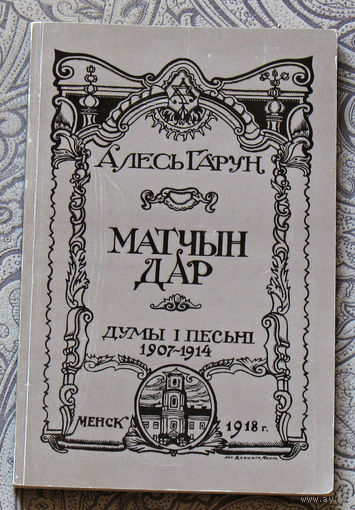 Алесь Гарун
МАТЧЫН
ДАР
ДУМЫ І ПЕСЬНІ
1907-1914
МЕНСК 1918 г.